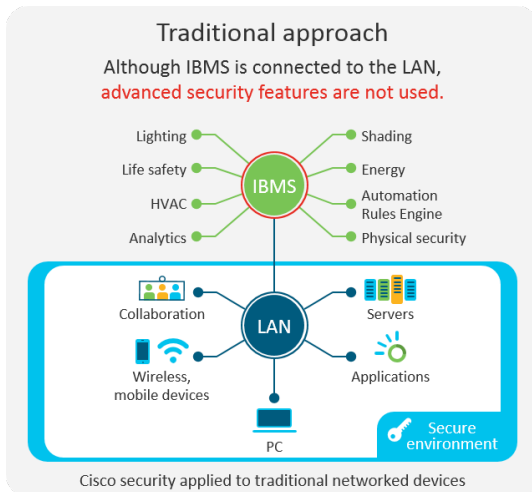 Traditional approach
Although IBMS is connected to the LAN,
advanced security features are not used.
Lighting
Shading
Life safety
Energy
IBMS
HVAC
Automation
Rules Engine
Analytics
Physical security
Collaboration
LAN
Servers
Wireless,
mobile devices
Applications
PC
Secure
environment
Cisco security applied to traditional networked devices